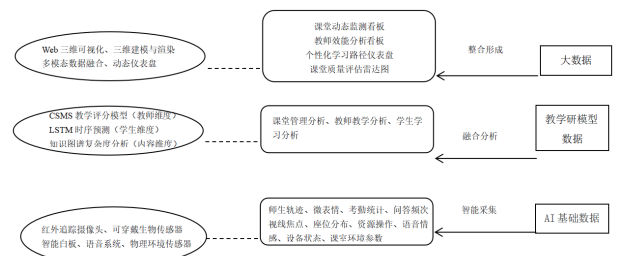 Web 三维可视化、三维建模与渲染
多模态数据融合、动态仪表盘
课堂动态监测看板
教师效能分析看板
个性化学习路径仪表盘
课堂质量评估雷达图
整合形成
大数据
CSMS 教学评分模型（教师维度）
LSTM 时序预测（学生维度）
知识图谱复杂度分析（内容维度）
课堂管理分析、教师教学分析、学生学
习分析
融合分析
教学研模型
数据
红外追踪摄像头、可穿戴生物传感器
智能白板、语音系统、物理环境传感器
师生轨迹、微表情、考勤统计、问答频次
视线焦点、座位分布、资源操作、语音情
感、设备状态、课室环境参数
智能采集
AI 基础数据